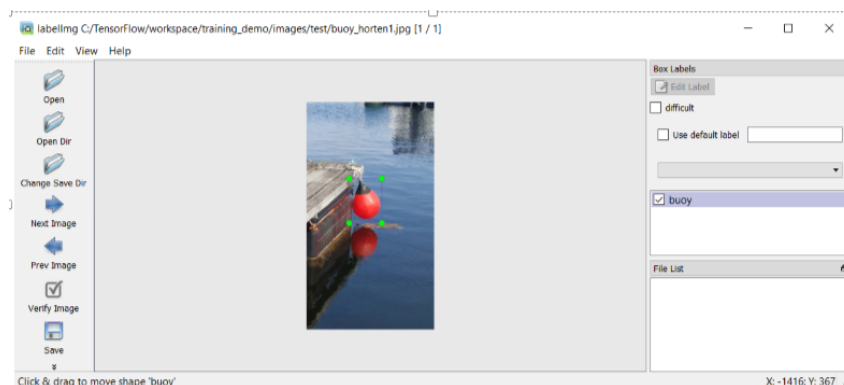 labelImg C:/TensorFlow/workspace/training_demo/images/test/buoy_horten1.jpg [1 / 1]
File Edit View Help
Open
Open Dir
Change Save Dir
Next Image
Prev Image
Verify Image
Save
Box Labels
Edit Label
difficult
Use default label
buoy
File List
Click & drag to move shape 'buoy'
X: -1416; Y: 367